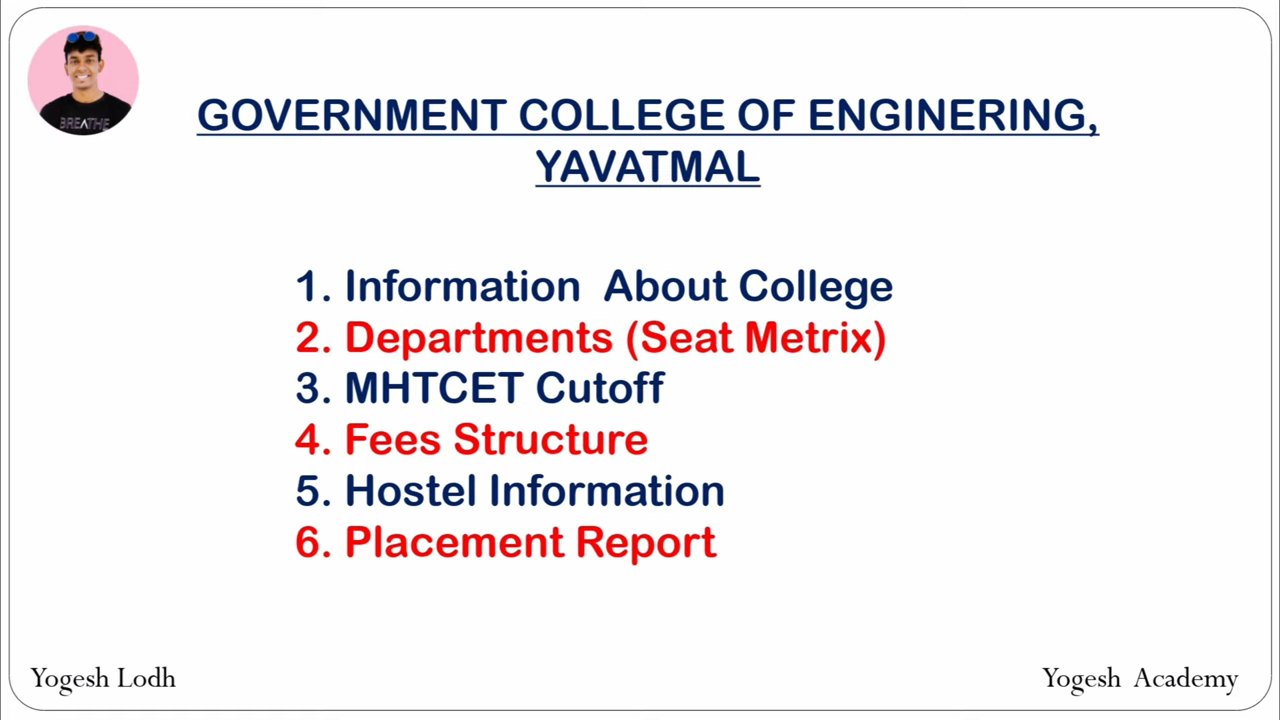 BREATHE
GOVERNMENT COLLEGE OF ENGINERING,
YAVATMAL
1. Information About College
2. Departments (Seat Metrix)
3. MHTCET Cutoff
4. Fees Structure
5. Hostel Information
6. Placement Report
Yogesh Lodh
Yogesh Academy